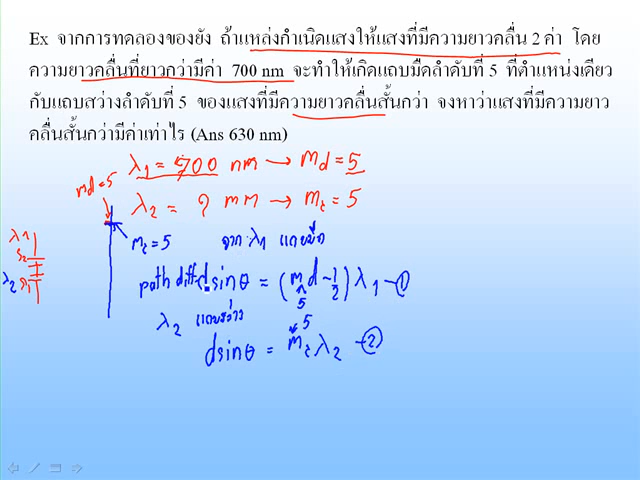 Ex จากการทดลองของยัง ถ้าแหล่งกำเนิดแสงให้แสงที่มีความยาวคลื่น 2 ค่า โดย
ความยาวคลื่นที่ยาวกว่ามีค่า 700 nm จะทำให้เกิดแถบมืดลำดับที่ 5 ที่ตำแหน่งเดียว
กับแถบสว่างลำดับที่ 5 ของแสงที่มีความยาวคลื่นสั้นกว่า จงหาว่าแสงที่มีความยาว
คลื่นสั้นกว่ามีค่าเท่าไร (Ans 630 nm)
λ1 = 700 nm → md = 5
md=5
λ2 = ? nm → ms = 5
λ1
λ2
ms = 5 จาก λ1 แถบมืด
path diff dsinθ = (md - 1/2) λ1 — ①
5
λ2 แถบสว่าง
5
dsinθ = ms λ2 — ②